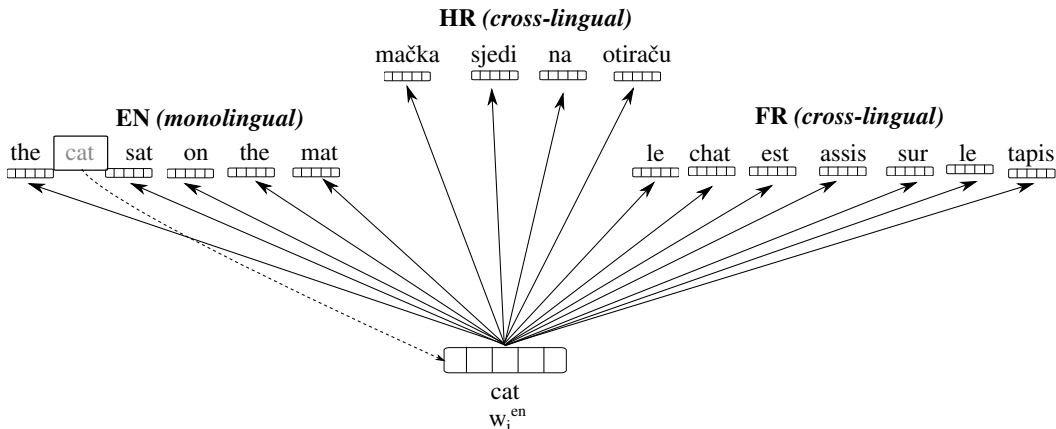 HR (cross-lingual)
mačka sjedi na otiraču
EN (monolingual)
the cat sat on the mat
FR (cross-lingual)
le chat est assis sur le tapis
cat
w_i^en